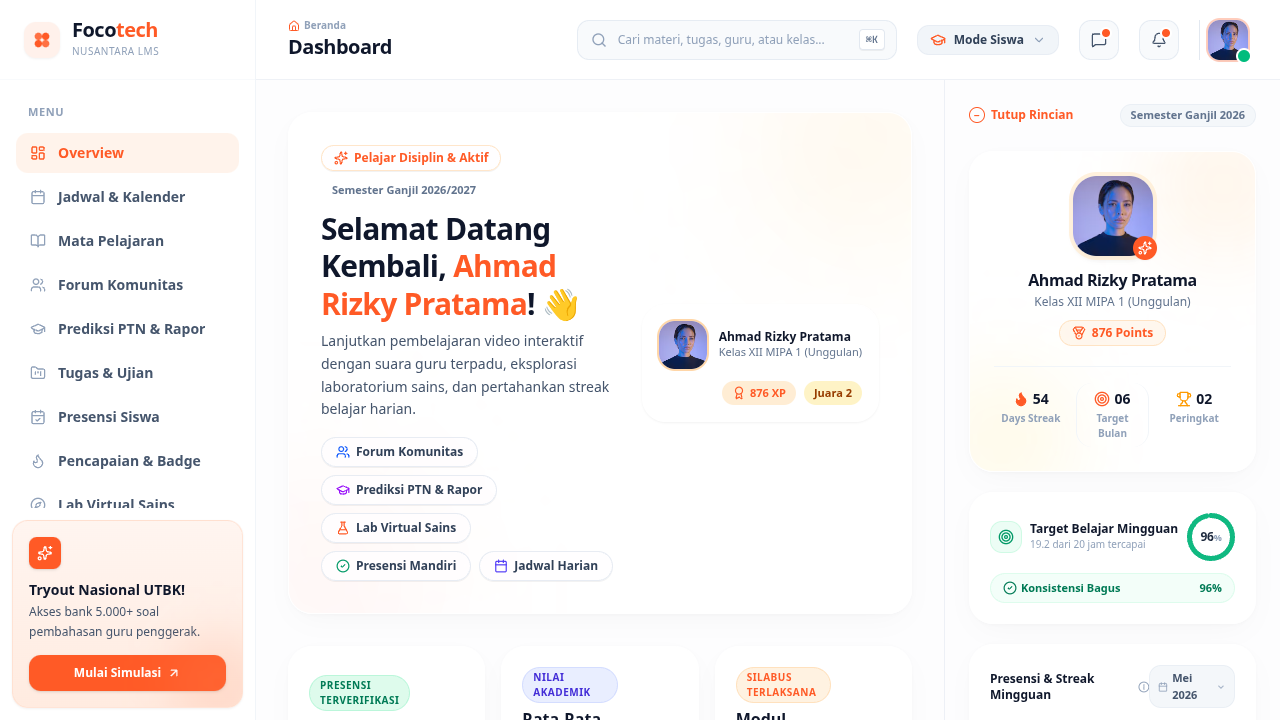 Focotech
NUSANTARA LMS
MENU
Overview
Jadwal & Kalender
Mata Pelajaran
Forum Komunitas
Prediksi PTN & Rapor
Tugas & Ujian
Presensi Siswa
Pencapaian & Badge
Lab Virtual Sains
Tryout Nasional UTBK!
Akses bank 5.000+ soal
pembahasan guru penggerak.
Mulai Simulasi
Beranda
Dashboard
Cari materi, tugas, guru, atau kelas...
⌘K
Mode Siswa
Pelajar Disiplin & Aktif
Semester Ganjil 2026/2027
Selamat Datang
Kembali, Ahmad
Rizky Pratama! 👋
Lanjutkan pembelajaran video interaktif
dengan suara guru terpadu, eksplorasi
laboratorium sains, dan pertahankan streak
belajar harian.
Forum Komunitas
Prediksi PTN & Rapor
Lab Virtual Sains
Presensi Mandiri
Jadwal Harian
Ahmad Rizky Pratama
Kelas XII MIPA 1 (Unggulan)
876 XP
Juara 2
PRESENSI
TERVERIFIKASI
NILAI
AKADEMIK
Rata-Rata
SILABUS
TERLAKSANA
Modul
Tutup Rincian
Semester Ganjil 2026
Ahmad Rizky Pratama
Kelas XII MIPA 1 (Unggulan)
876 Points
54
Days Streak
06
Target
Bulan
02
Peringkat
Target Belajar Mingguan
19.2 dari 20 jam tercapai
96%
Konsistensi Bagus
96%
Presensi & Streak
Mingguan
Mei
2026